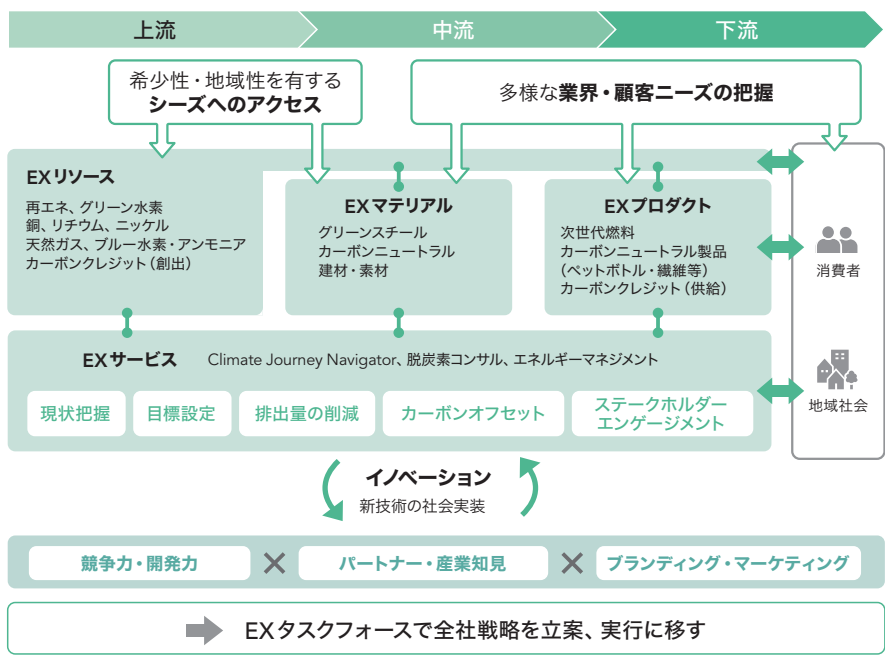 上流
中流
下流
希少性・地域性を有する
シーズへのアクセス
多様な業界・顧客ニーズの把握
EXリソース
再エネ、グリーン水素
銅、リチウム、ニッケル
天然ガス、ブルー水素・アンモニア
カーボンクレジット（創出）
EXマテリアル
グリーンスチール
カーボンニュートラル
建材・素材
EXプロダクト
次世代燃料
カーボンニュートラル製品
（ペットボトル・繊維等）
カーボンクレジット（供給）
消費者
地域社会
EXサービス Climate Journey Navigator、脱炭素コンサル、エネルギーマネジメント
現状把握
目標設定
排出量の削減
カーボンオフセット
ステークホルダー
エンゲージメント
イノベーション
新技術の社会実装
競争力・開発力
×
パートナー・産業知見
×
ブランディング・マーケティング
EXタスクフォースで全社戦略を立案、実行に移す